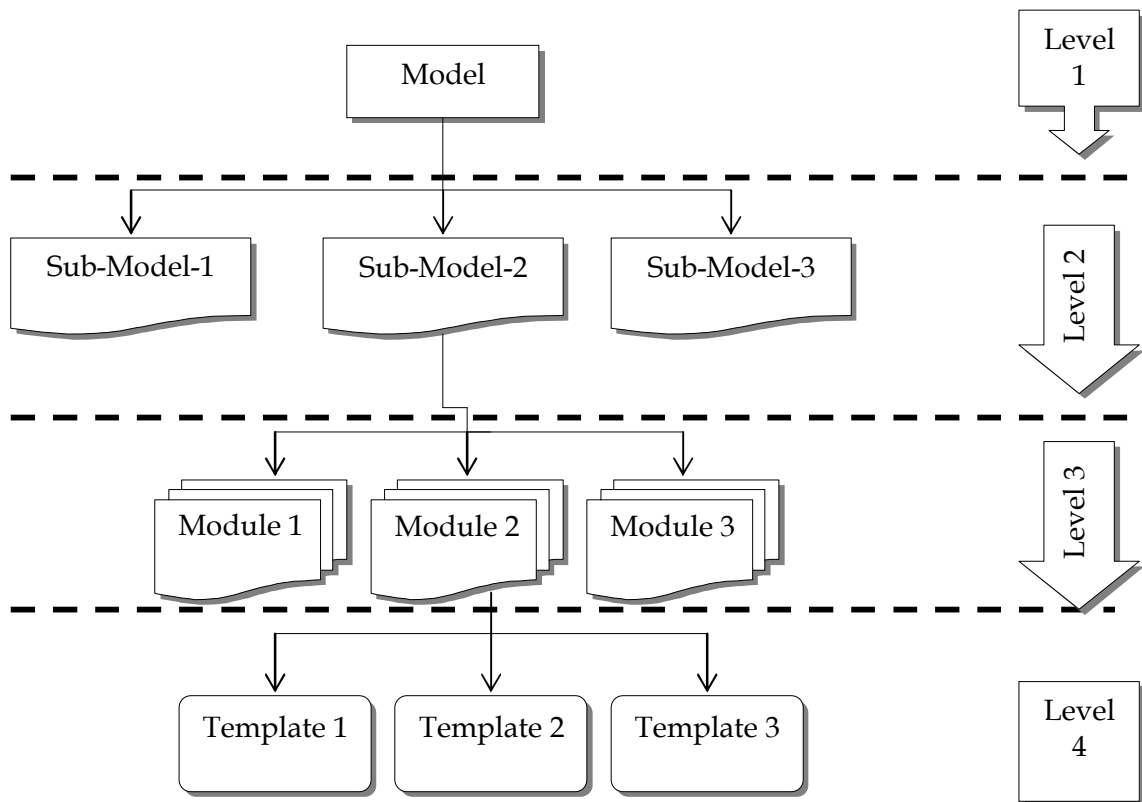 Model
Level
1
Sub-Model-1
Sub-Model-2
Sub-Model-3
Level 2
Module 1
Module 2
Module 3
Level 3
Template 1
Template 2
Template 3
Level
4